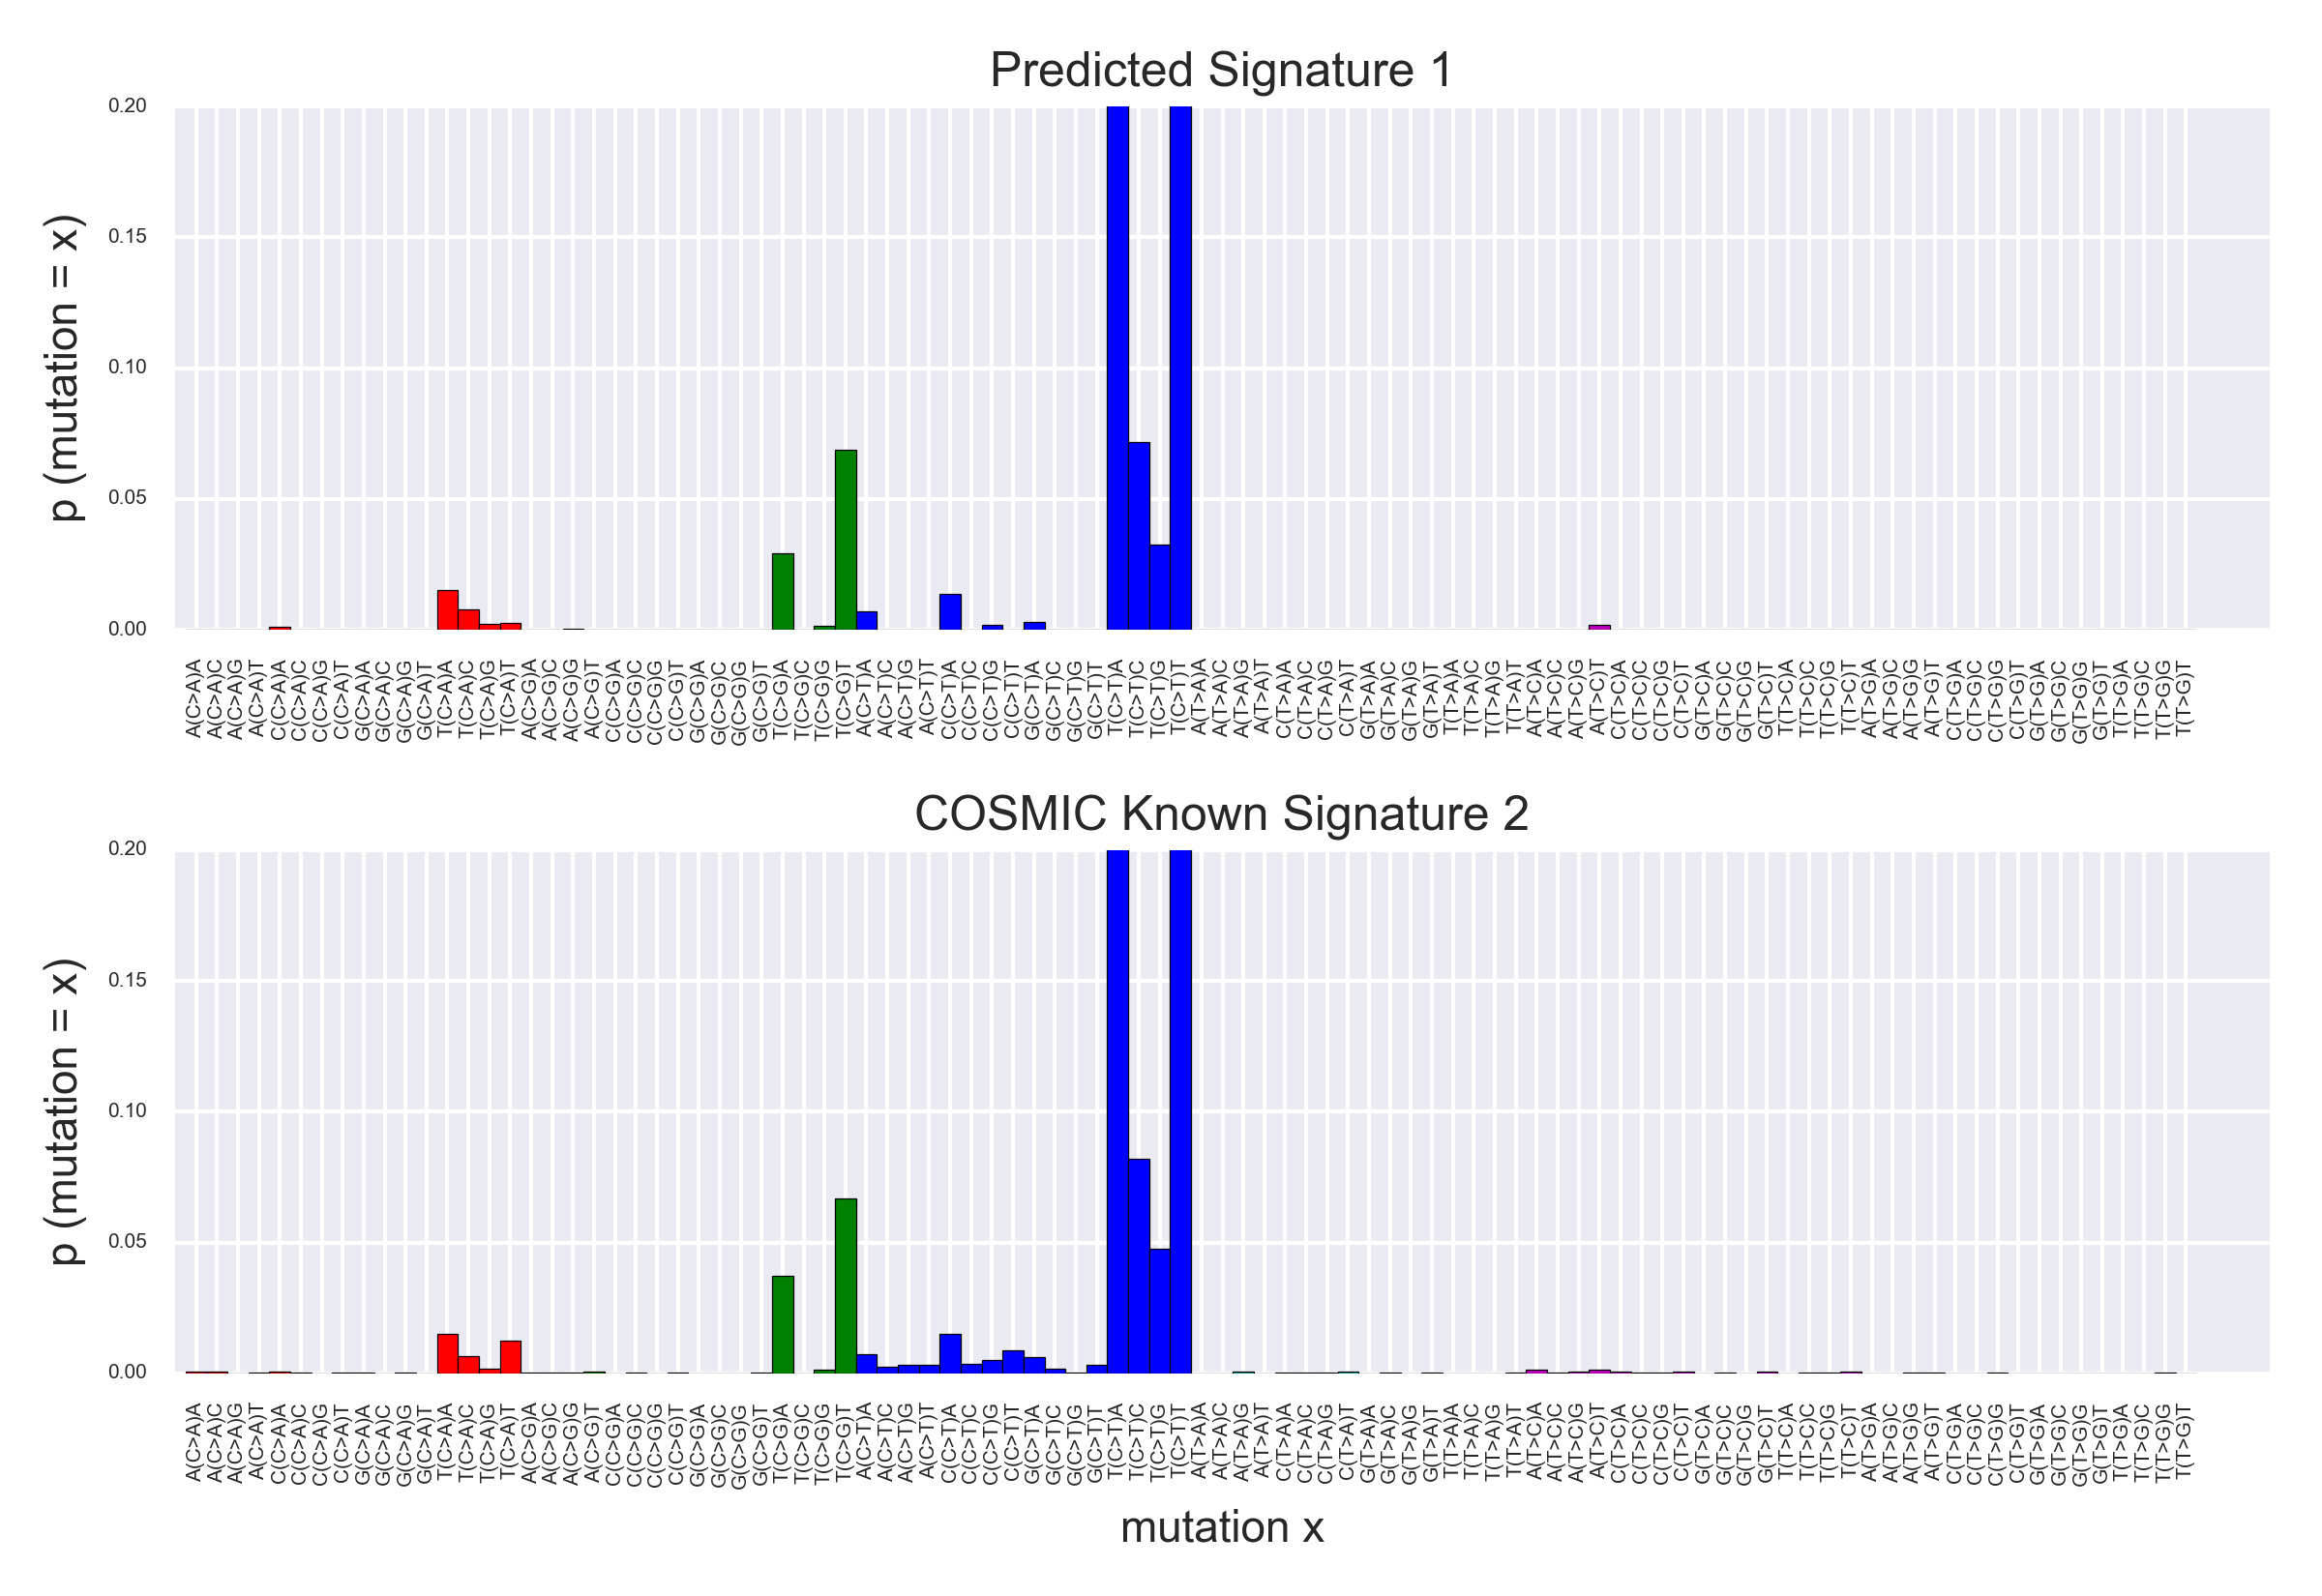 Predicted Signature 1
0.20
0.15
0.10
0.05
0.00
p (mutation = x)
A(C>A)A A(C>A)C A(C>A)G A(C>A)T C(C>A)A C(C>A)C C(C>A)G C(C>A)T G(C>A)A G(C>A)C G(C>A)G G(C>A)T T(C>A)A T(C>A)C T(C>A)G T(C>A)T A(C>G)A A(C>G)C A(C>G)G A(C>G)T C(C>G)A C(C>G)C C(C>G)G C(C>G)T G(C>G)A G(C>G)C G(C>G)G G(C>G)T T(C>G)A T(C>G)C T(C>G)G T(C>G)T A(C>T)A A(C>T)C A(C>T)G A(C>T)T C(C>T)A C(C>T)C C(C>T)G C(C>T)T G(C>T)A G(C>T)C G(C>T)G G(C>T)T T(C>T)A T(C>T)C T(C>T)G T(C>T)T A(T>A)A A(T>A)C A(T>A)G A(T>A)T C(T>A)A C(T>A)C C(T>A)G C(T>A)T G(T>A)A G(T>A)C G(T>A)G G(T>A)T T(T>A)A T(T>A)C T(T>A)G T(T>A)T A(T>C)A A(T>C)C A(T>C)G A(T>C)T C(T>C)A C(T>C)C C(T>C)G C(T>C)T G(T>C)A G(T>C)C G(T>C)G G(T>C)T T(T>C)A T(T>C)C T(T>C)G T(T>C)T A(T>G)A A(T>G)C A(T>G)G A(T>G)T C(T>G)A C(T>G)C C(T>G)G C(T>G)T G(T>G)A G(T>G)C G(T>G)G G(T>G)T T(T>G)A T(T>G)C T(T>G)G T(T>G)T
COSMIC Known Signature 2
0.20
0.15
0.10
0.05
0.00
p (mutation = x)
A(C>A)A A(C>A)C A(C>A)G A(C>A)T C(C>A)A C(C>A)C C(C>A)G C(C>A)T G(C>A)A G(C>A)C G(C>A)G G(C>A)T T(C>A)A T(C>A)C T(C>A)G T(C>A)T A(C>G)A A(C>G)C A(C>G)G A(C>G)T C(C>G)A C(C>G)C C(C>G)G C(C>G)T G(C>G)A G(C>G)C G(C>G)G G(C>G)T T(C>G)A T(C>G)C T(C>G)G T(C>G)T A(C>T)A A(C>T)C A(C>T)G A(C>T)T C(C>T)A C(C>T)C C(C>T)G C(C>T)T G(C>T)A G(C>T)C G(C>T)G G(C>T)T T(C>T)A T(C>T)C T(C>T)G T(C>T)T A(T>A)A A(T>A)C A(T>A)G A(T>A)T C(T>A)A C(T>A)C C(T>A)G C(T>A)T G(T>A)A G(T>A)C G(T>A)G G(T>A)T T(T>A)A T(T>A)C T(T>A)G T(T>A)T A(T>C)A A(T>C)C A(T>C)G A(T>C)T C(T>C)A C(T>C)C C(T>C)G C(T>C)T G(T>C)A G(T>C)C G(T>C)G G(T>C)T T(T>C)A T(T>C)C T(T>C)G T(T>C)T A(T>G)A A(T>G)C A(T>G)G A(T>G)T C(T>G)A C(T>G)C C(T>G)G C(T>G)T G(T>G)A G(T>G)C G(T>G)G G(T>G)T T(T>G)A T(T>G)C T(T>G)G T(T>G)T
mutation x